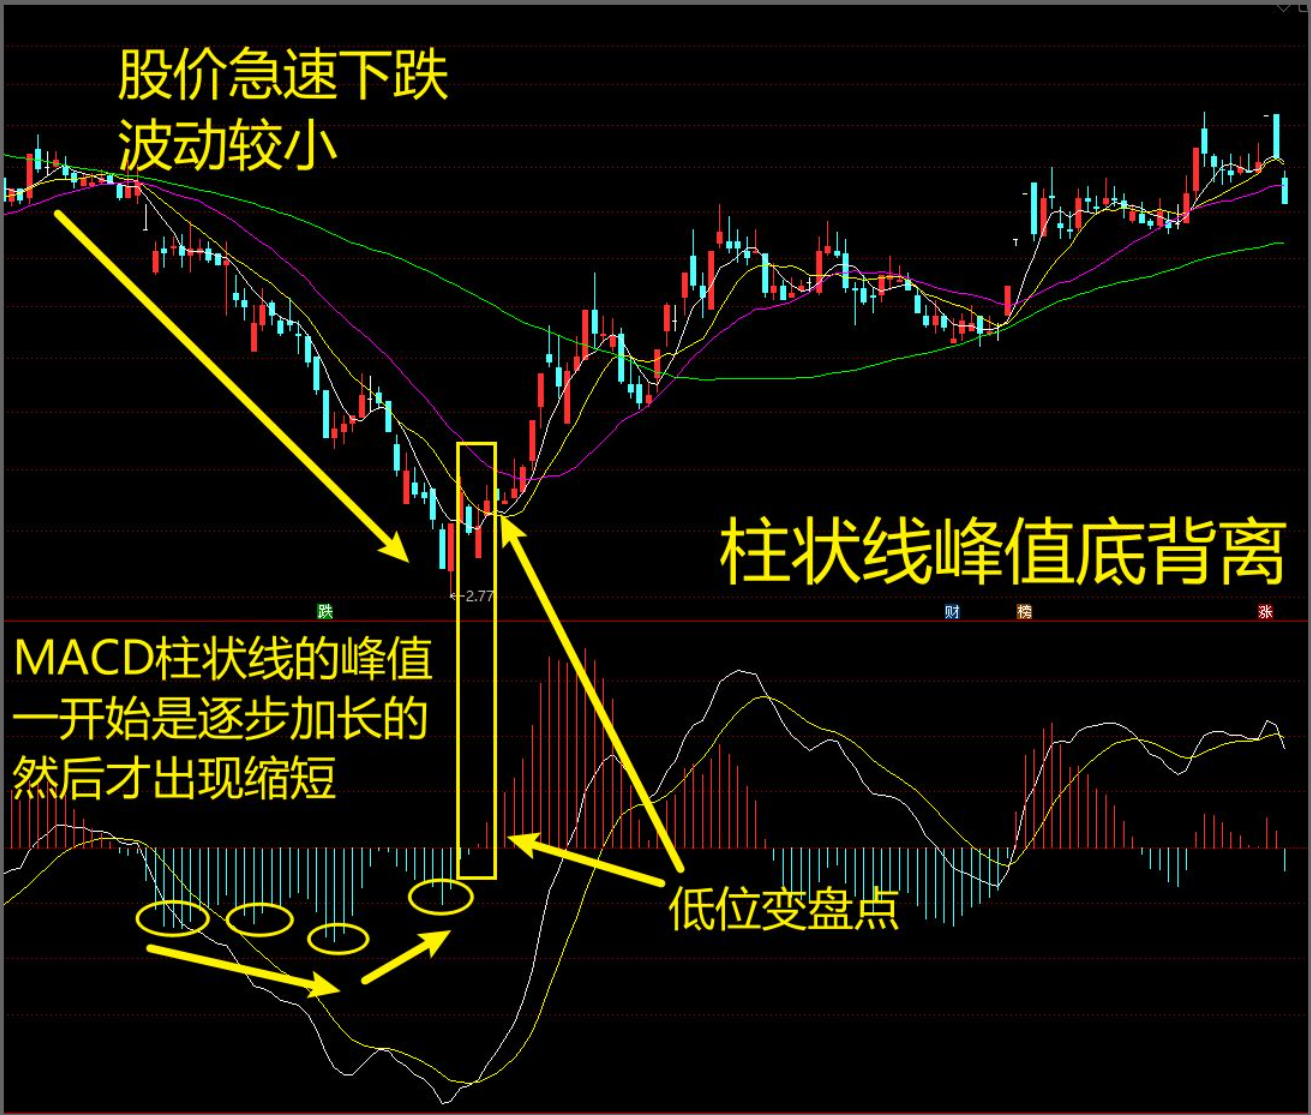 股价急速下跌
波动较小
柱状线峰值底背离
←2.77
跌
财
榜
涨
MACD柱状线的峰值
一开始是逐步加长的
然后才出现缩短
低位变盘点